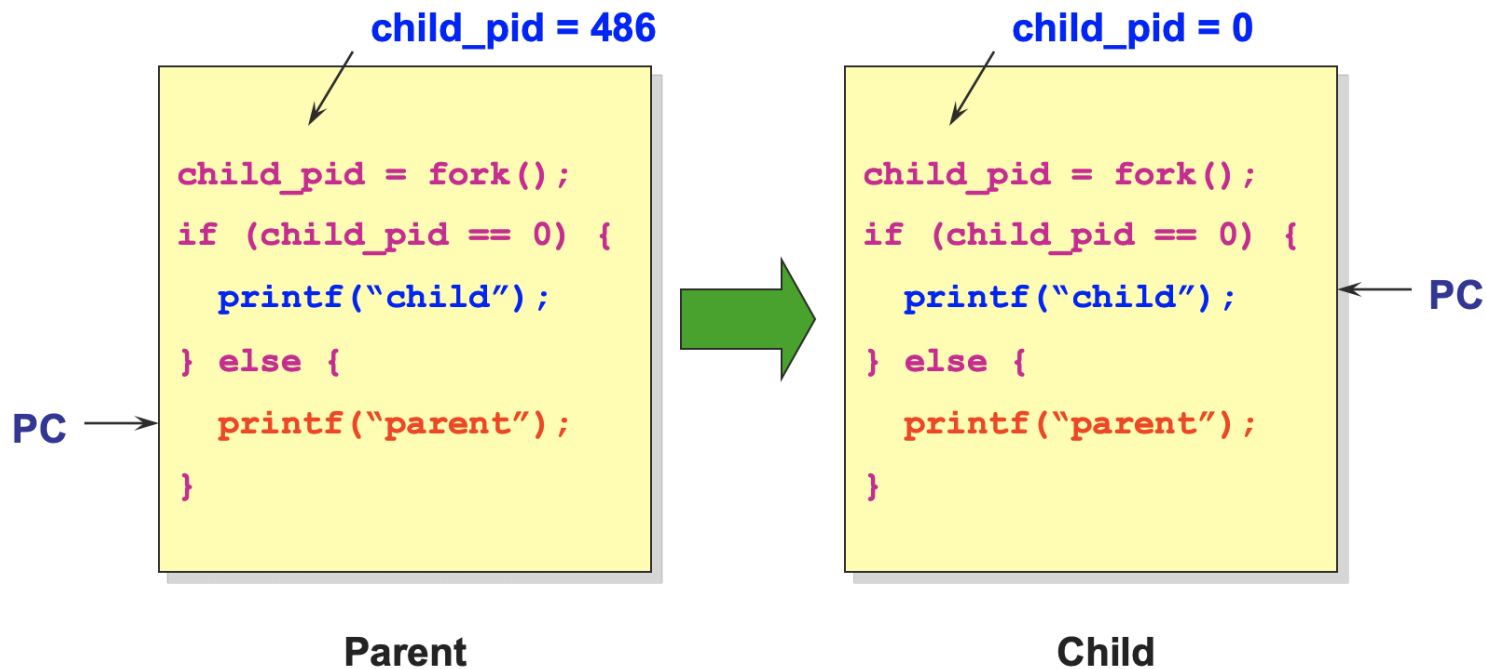 child_pid = 486
child_pid = fork();
if (child_pid == 0) {
printf(“child”);
} else {
PC
printf(“parent”);
}
Parent
child_pid = 0
child_pid = fork();
if (child_pid == 0) {
printf(“child”);
PC
} else {
printf(“parent”);
}
Child